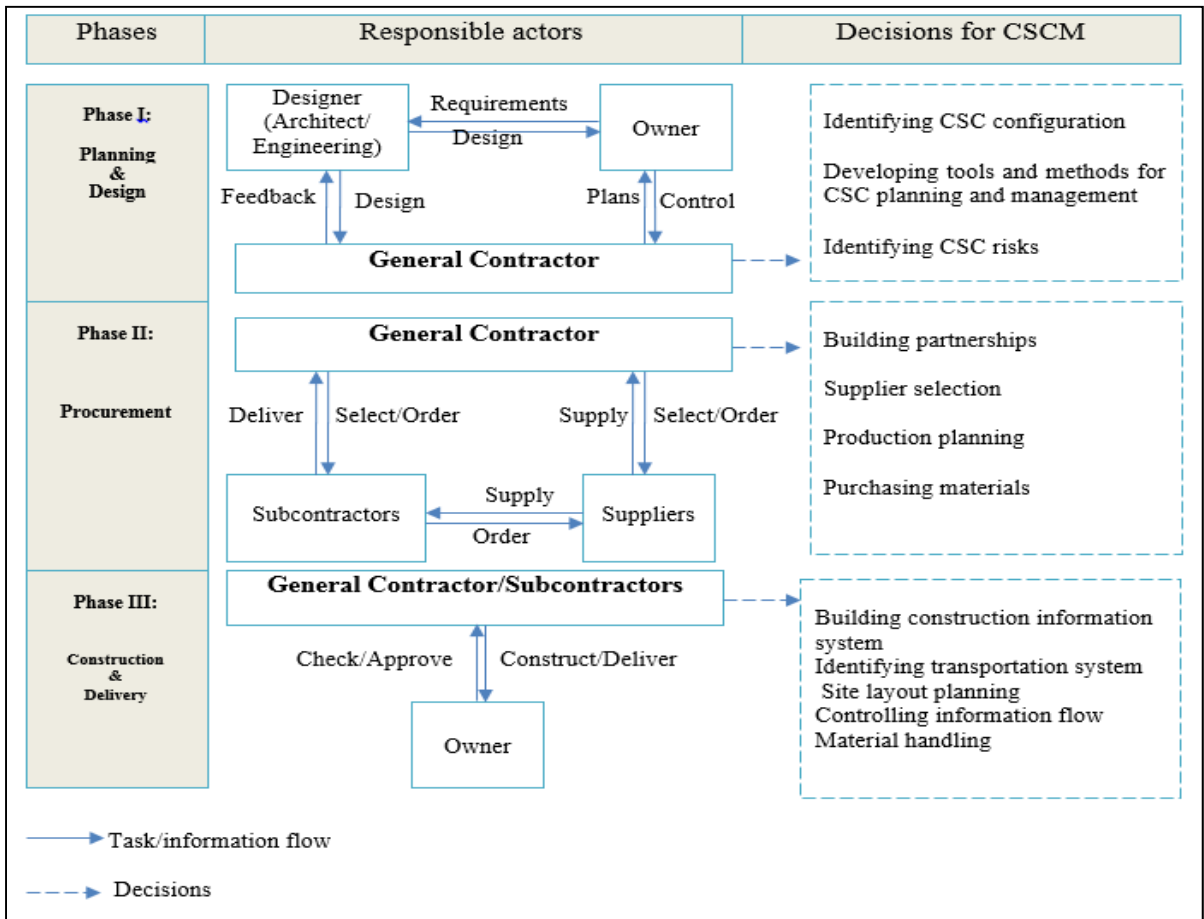 Phases
Responsible actors
Decisions for CSCM
Phase I:
Planning
&
Design
Designer
(Architect/
Engineering)
Requirements
Design
Owner
Feedback
Design
Plans
Control
General Contractor
Identifying CSC configuration
Developing tools and methods for
CSC planning and management
Identifying CSC risks
Phase II:
Procurement
General Contractor
Deliver
Select/Order
Supply
Select/Order
Subcontractors
Supply
Order
Suppliers
Building partnerships
Supplier selection
Production planning
Purchasing materials
Phase III:
Construction
&
Delivery
General Contractor/Subcontractors
Check/Approve
Construct/Deliver
Owner
Building construction information
system
Identifying transportation system
Site layout planning
Controlling information flow
Material handling
Task/information flow
Decisions